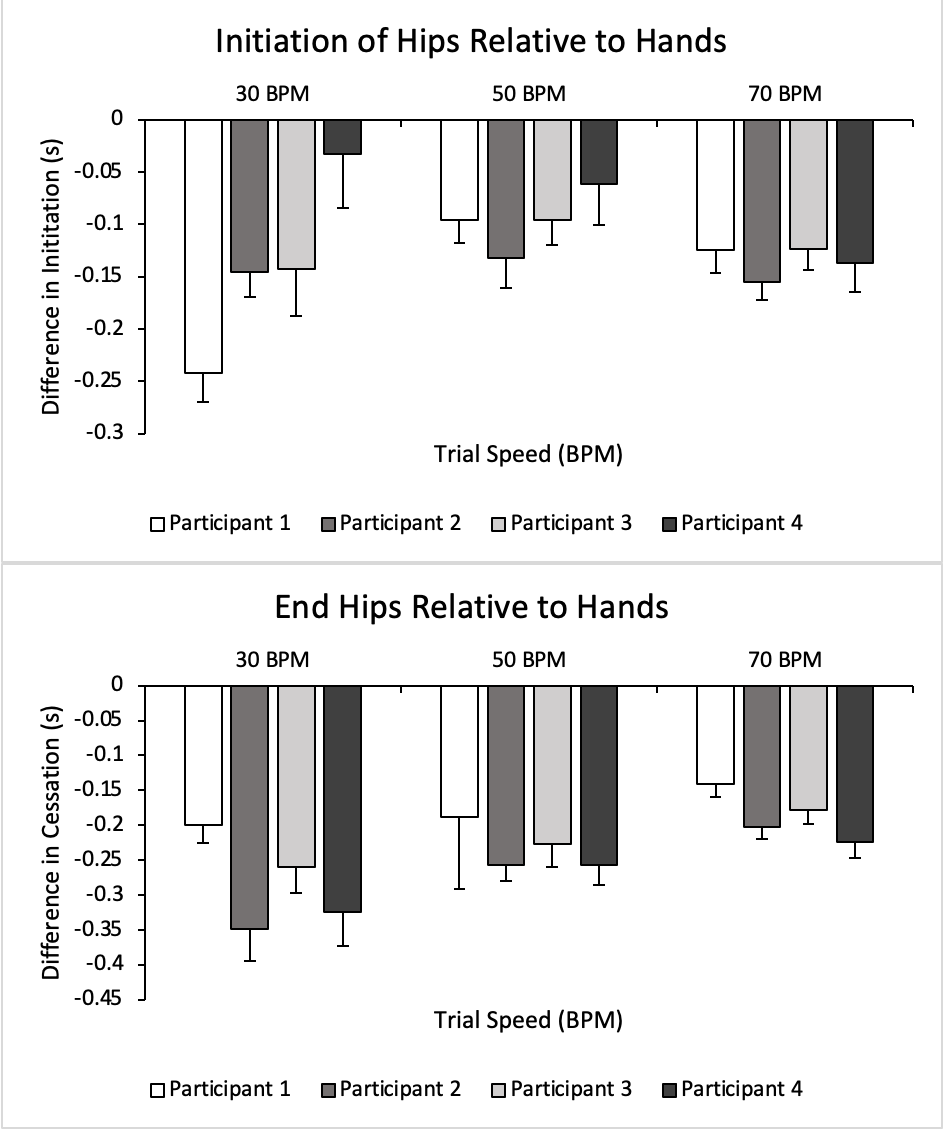 Initiation of Hips Relative to Hands
30 BPM 50 BPM 70 BPM
0
-0.05
-0.1
-0.15
-0.2
-0.25
-0.3
Difference in Inititation (s)
Trial Speed (BPM)
Participant 1 Participant 2 Participant 3 Participant 4
End Hips Relative to Hands
30 BPM 50 BPM 70 BPM
0
-0.05
-0.1
-0.15
-0.2
-0.25
-0.3
-0.35
-0.4
-0.45
Difference in Cessation (s)
Trial Speed (BPM)
Participant 1 Participant 2 Participant 3 Participant 4